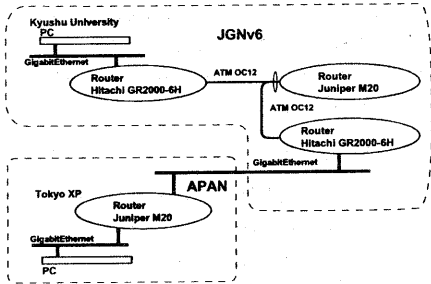 Kyushu University
PC
JGNv6
GigabitEthernet
Router
Hitachi GR2000-6H
ATM OC12
Router
Juniper M20
ATM OC12
Router
Hitachi GR2000-6H
GigabitEthernet
APAN
Tokyo XP
Router
Juniper M20
GigabitEthernet
PC